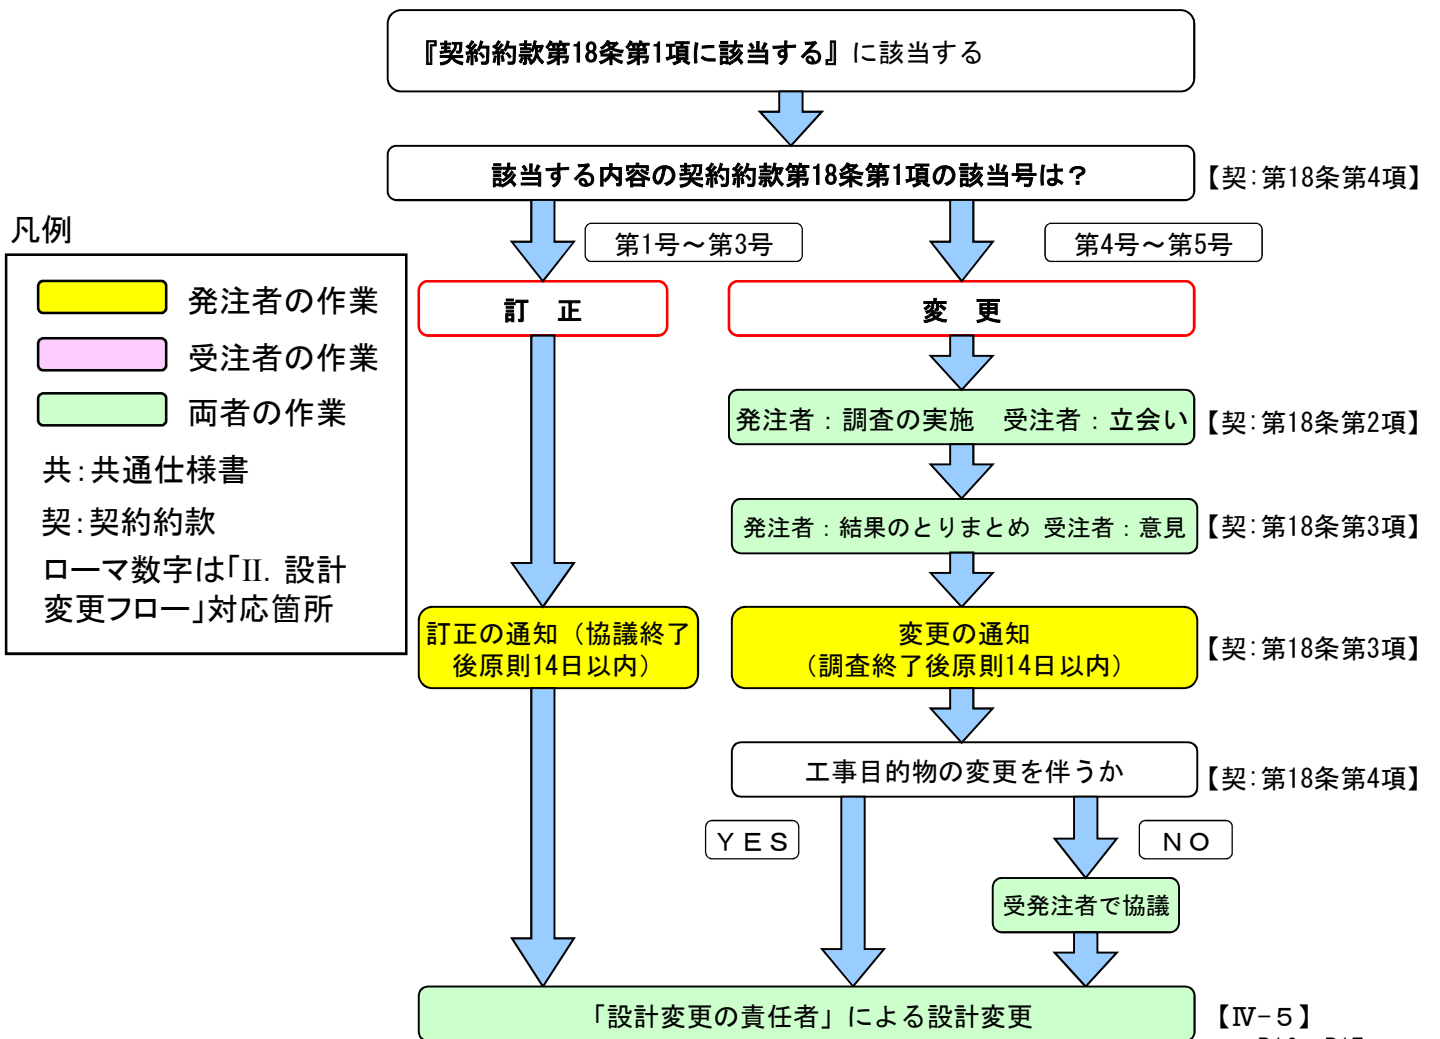 『契約約款第18条第1項に該当する』に該当する
該当する内容の契約約款第18条第1項の該当号は？
【契：第18条第4項】
第1号～第3号
第4号～第5号
凡例
発注者の作業
受注者の作業
両者の作業
共：共通仕様書
契：契約約款
ローマ数字は「Ⅱ. 設計
変更フロー」対応箇所
訂　正
変　更
発注者：調査の実施　受注者：立会い
【契：第18条第2項】
発注者：結果のとりまとめ 受注者：意見
【契：第18条第3項】
訂正の通知（協議終了
後原則14日以内）
変更の通知
（調査終了後原則14日以内）
【契：第18条第3項】
工事目的物の変更を伴うか
【契：第18条第4項】
ＹＥＳ
ＮＯ
受発注者で協議
「設計変更の責任者」による設計変更
【Ⅳ-５】